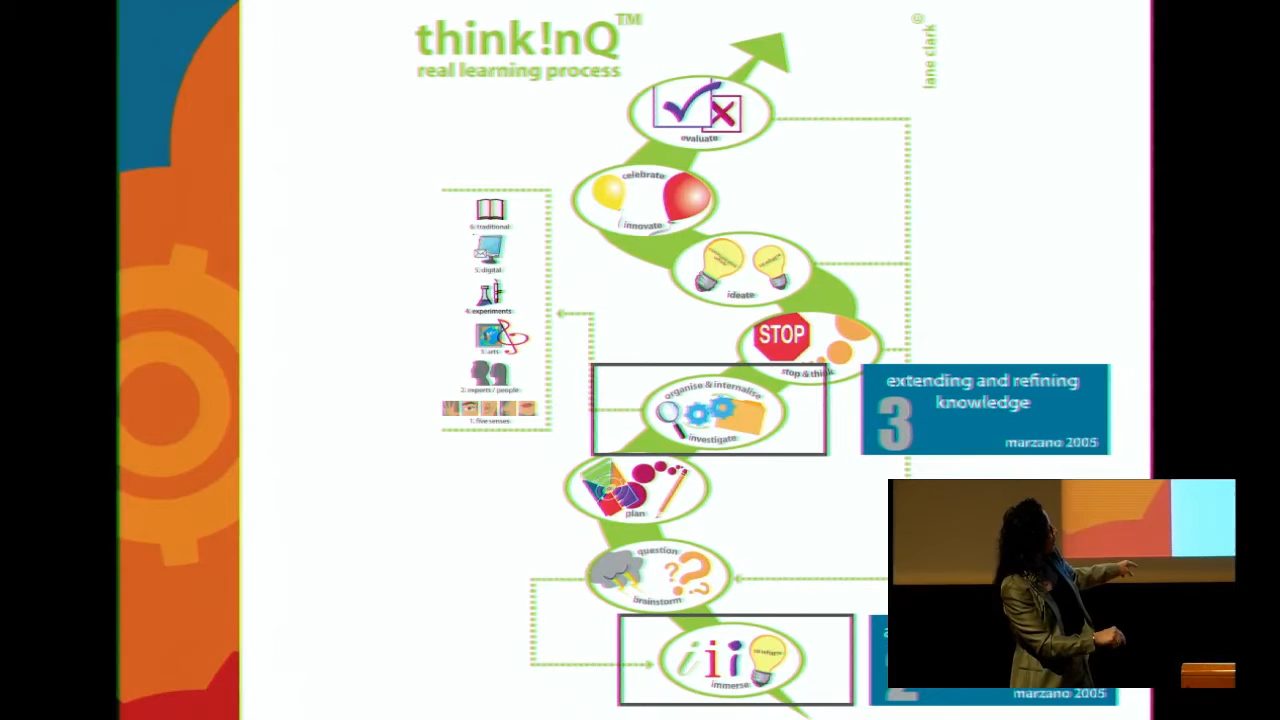 think!nQ™
real learning process
lane clark ©
evaluate
celebrate
innovate
6: traditional
5: digital
4: experiments
3: arts
2: experts / people
1: five senses
ideate
STOP
stop & think
organise & internalise
investigate
extending and refining
knowledge
3
marzano 2005
plan
question
brainstorm
iii
immerse
2
marzano 2005